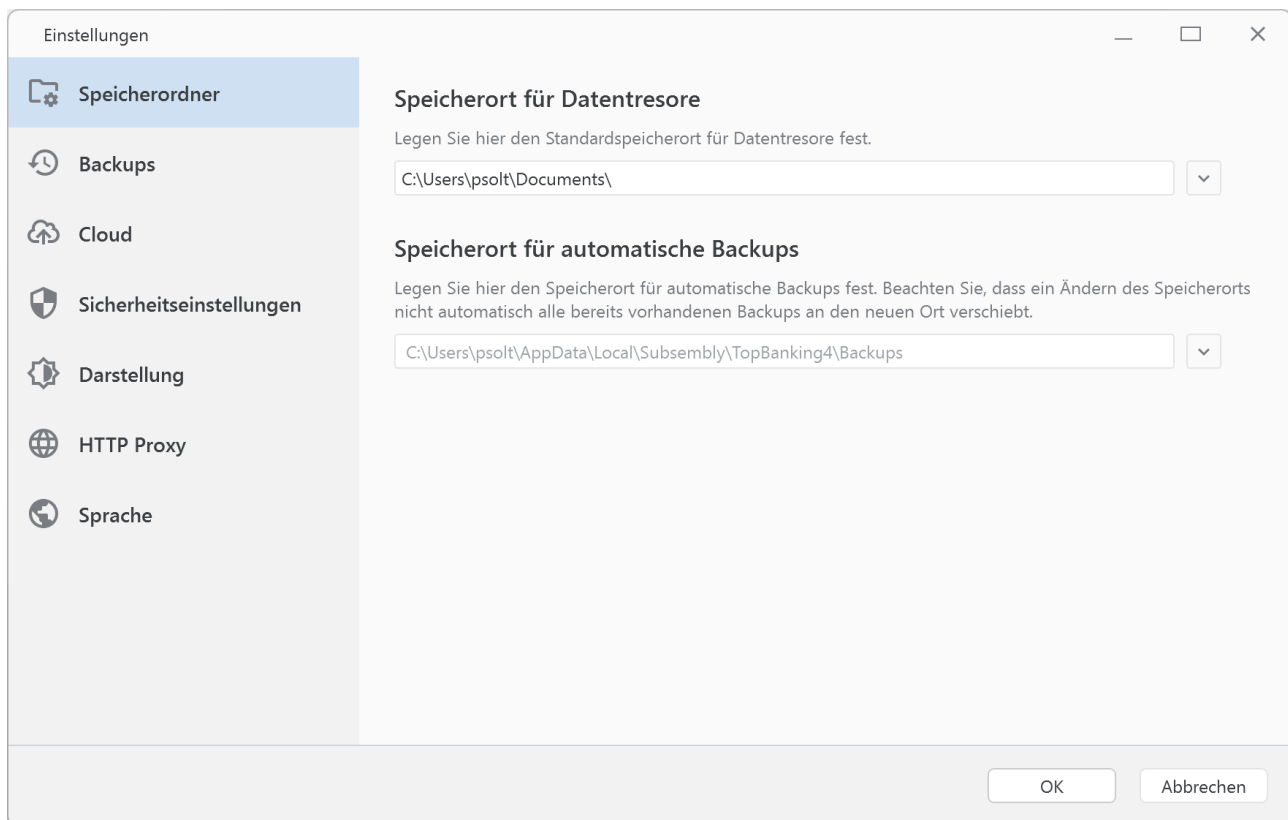 Einstellungen
Speicherordner
Backups
Cloud
Sicherheitseinstellungen
Darstellung
HTTP Proxy
Sprache
Speicherort für Datentresore
Legen Sie hier den Standardspeicherort für Datentresore fest.
C:\Users\psolt\Documents\
Speicherort für automatische Backups
Legen Sie hier den Speicherort für automatische Backups fest. Beachten Sie, dass ein Ändern des Speicherorts
nicht automatisch alle bereits vorhandenen Backups an den neuen Ort verschiebt.
C:\Users\psolt\AppData\Local\Subsembly\TopBanking4\Backups
OK
Abbrechen